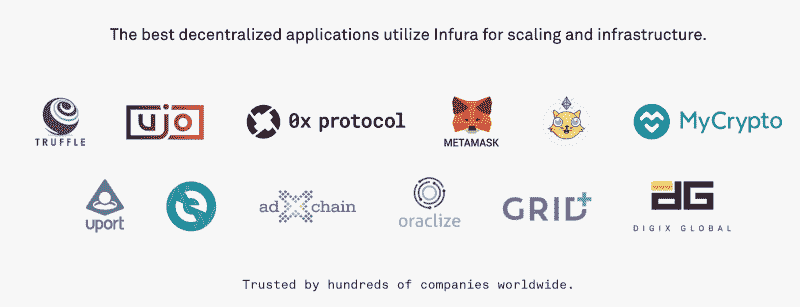 The best decentralized applications utilize Infura for scaling and infrastructure.
TRUFFLE
ujo
0x protocol
METAMASK
MyCrypto
uport
ad chain
oraclize
GRID+
dG
DIGIX GLOBAL
Trusted by hundreds of companies worldwide.